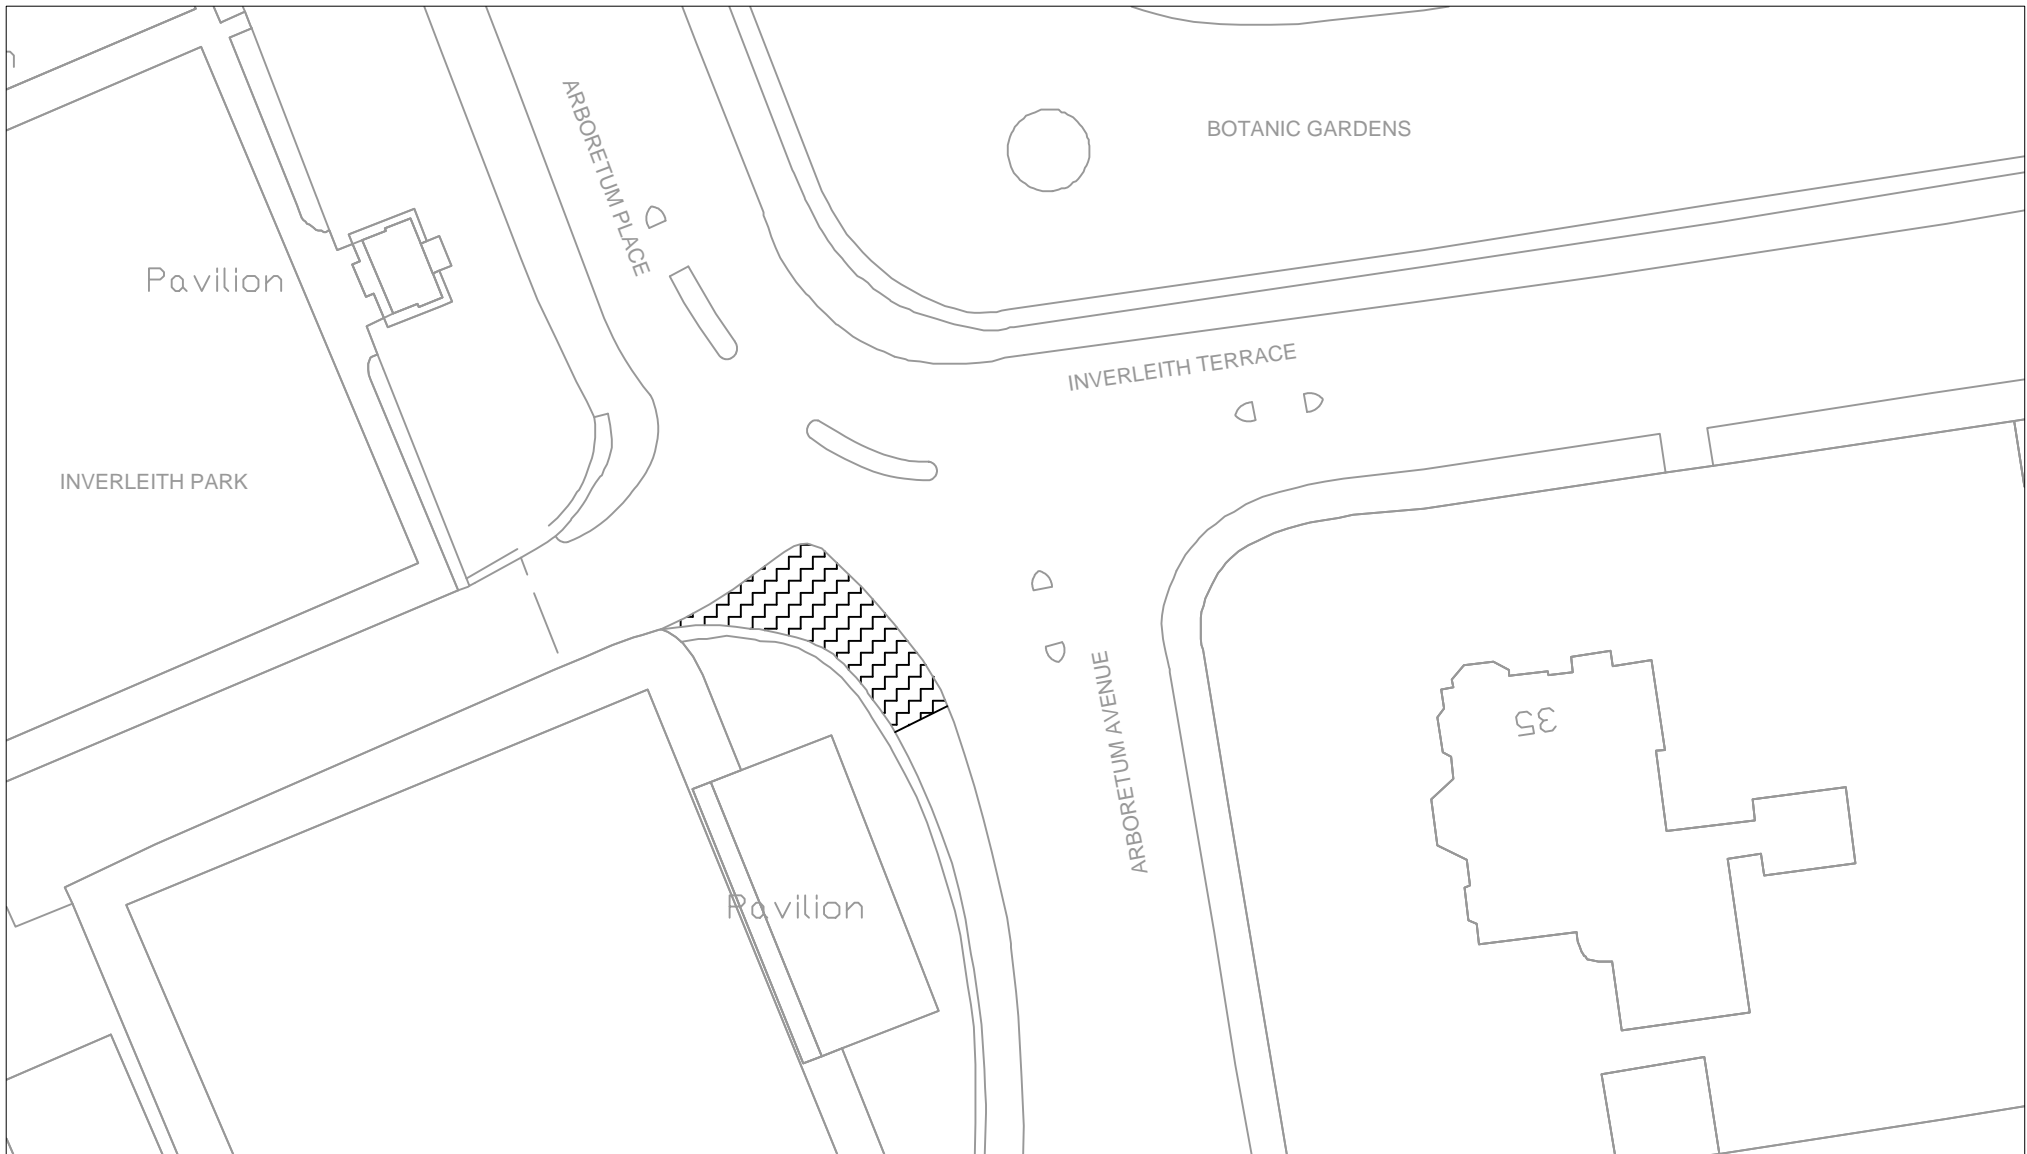 ARBORETUM PLACE
BOTANIC GARDENS
Pavilion
INVERLEITH TERRACE
INVERLEITH PARK
ARBORETUM AVENUE
35
Pavilion